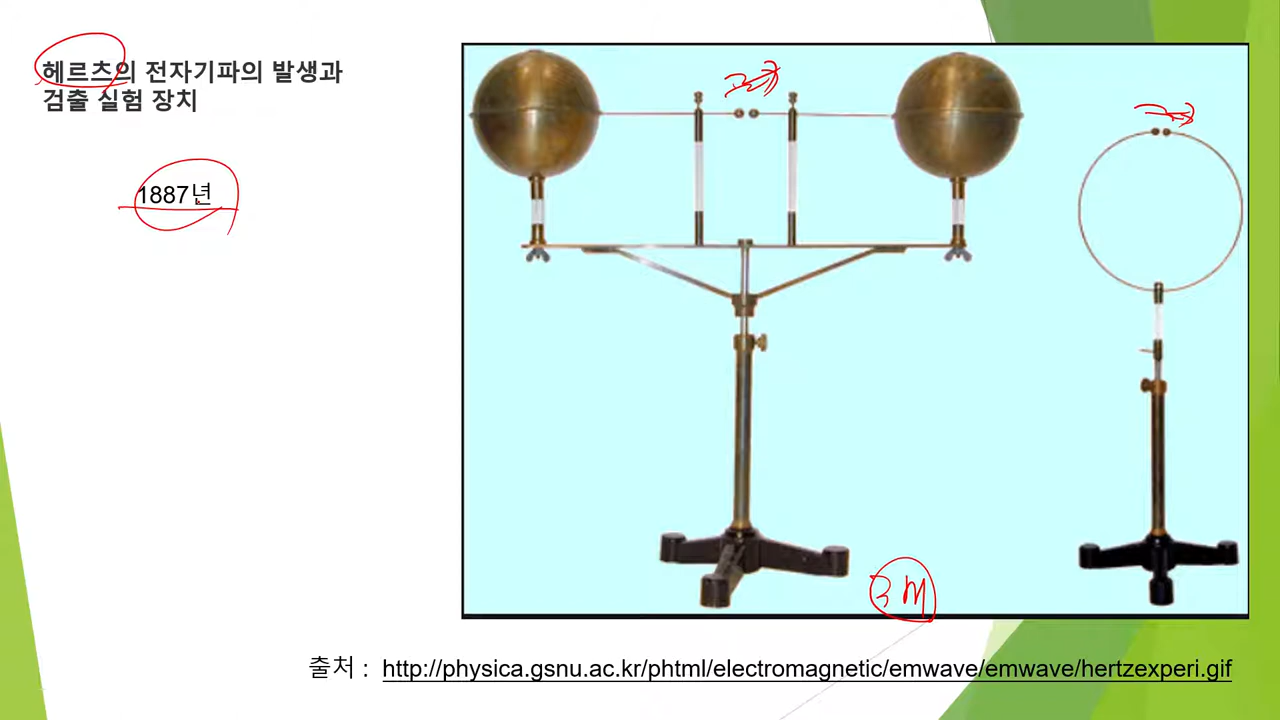 헤르츠의 전자기파의 발생과
검출 실험 장치
1887년
3m
출처 : http://physica.gsnu.ac.kr/phtml/electromagnetic/emwave/emwave/hertzexperi.gif